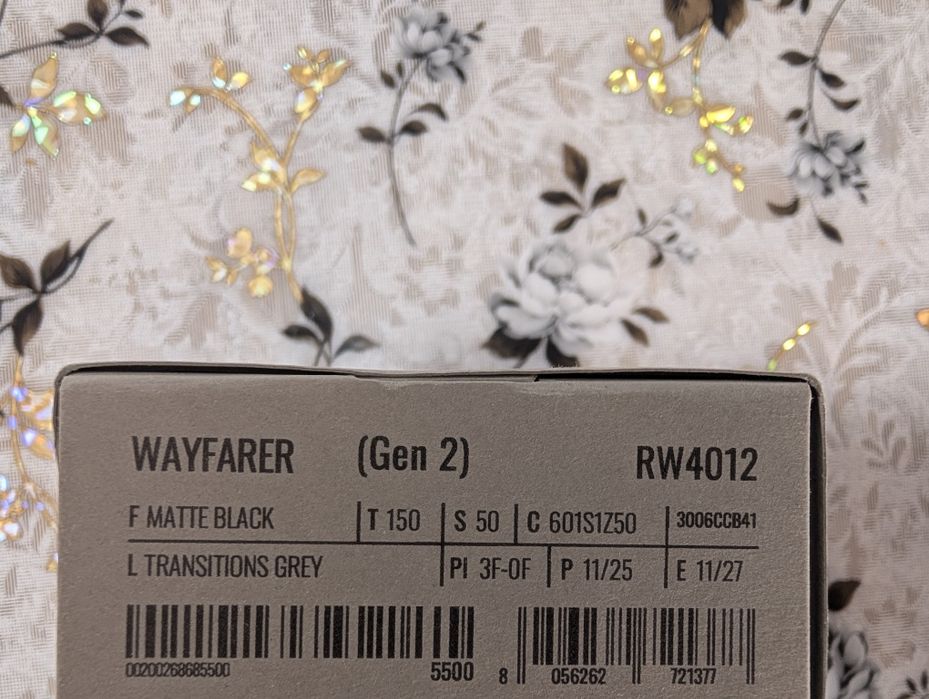 WAYFARER (Gen 2) RW4012
F MATTE BLACK T 150 S 50 C 601S1Z50 3006CCB41
L TRANSITIONS GREY PI 3F-0F P 11/25 E 11/27
00200268685500 5500 8 056262 721377